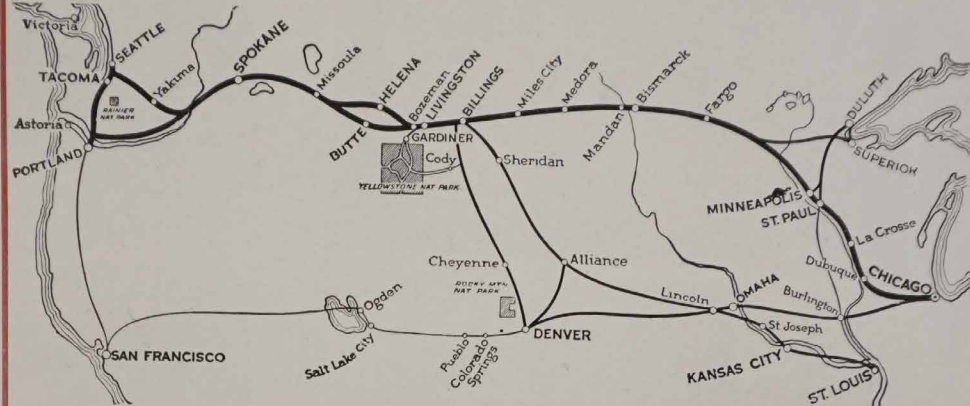 Victoria
SEATTLE
TACOMA
Yakima
RAINIER
NAT PARK
Astoria
PORTLAND
SPOKANE
Missoula
HELENA
BUTTE
Bozeman
LIVINGSTON
BILLINGS
GARDINER
Cody
YELLOWSTONE NAT PARK
Sheridan
Miles City
Medora
Mandan
Bismarck
Fargo
DULUTH
SUPERIOR
MINNEAPOLIS
ST. PAUL
La Crosse
Dubuque
CHICAGO
Cheyenne
ROCKY MTN
NAT PARK
Alliance
Lincoln
OMAHA
Burlington
St Joseph
KANSAS CITY
ST. LOUIS
DENVER
Colorado
Springs
Pueblo
Ogden
Salt Lake City
SAN FRANCISCO